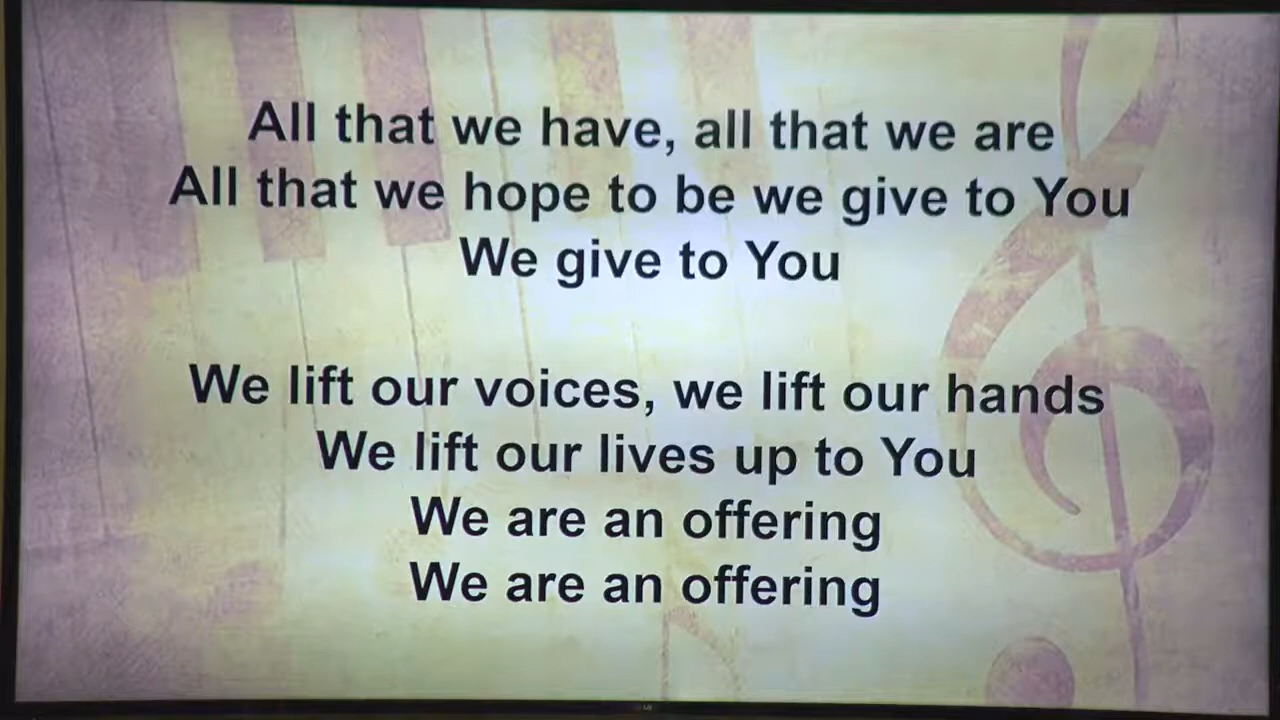 All that we have, all that we are
All that we hope to be we give to You
We give to You
We lift our voices, we lift our hands
We lift our lives up to You
We are an offering
We are an offering